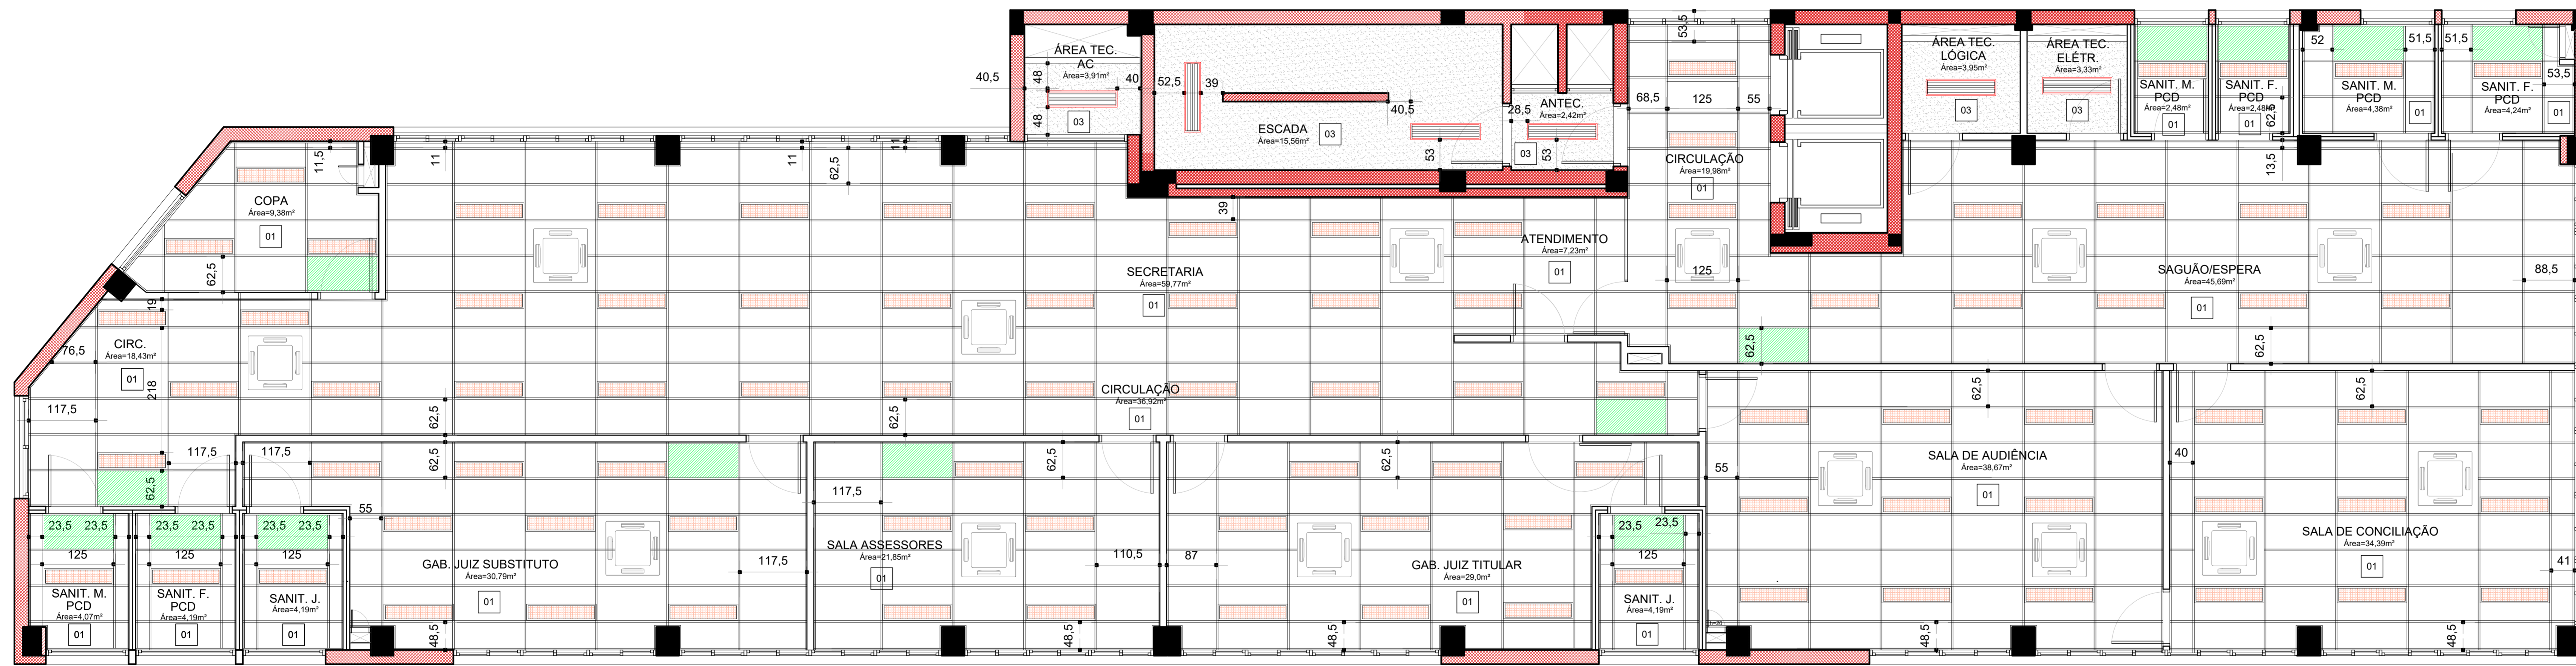 53,5
ÁREA TEC.
AC
Área=3,91m²
48
40,5
40
48
03
52,5
39
ESCADA
Área=15,56m²
03
40,5
53
28,5
ANTEC.
Área=2,42m²
03
53
68,5
125
55
CIRCULAÇÃO
Área=19,98m²
01
ÁREA TEC.
LÓGICA
Área=3,95m²
03
ÁREA TEC.
ELÉTR.
Área=3,33m²
03
SANIT. M.
PCD
Área=2,48m²
01
SANIT. F.
PCD
Área=2,48m²
01
62,5
13,5
52
51,5
SANIT. M.
PCD
Área=4,38m²
01
51,5
53,5
SANIT. F.
PCD
Área=4,24m²
01
11,5
11
11
11
62,5
COPA
Área=9,38m²
01
62,5
39
ATENDIMENTO
Área=7,23m²
01
125
SECRETARIA
Área=59,77m²
01
SAGUÃO/ESPERA
Área=45,69m²
01
88,5
19
CIRC.
Área=18,43m²
01
76,5
218
117,5
62,5
62,5
62,5
62,5
CIRCULAÇÃO
Área=36,92m²
01
62,5
62,5
117,5
117,5
62,5
62,5
62,5
62,5
117,5
55
SALA DE AUDIÊNCIA
Área=38,67m²
01
40
23,5
23,5
125
SANIT. M.
PCD
Área=4,07m²
01
23,5
23,5
125
SANIT. F.
PCD
Área=4,19m²
01
23,5
23,5
125
SANIT. J.
Área=4,19m²
01
55
GAB. JUIZ SUBSTITUTO
Área=30,79m²
01
117,5
SALA ASSESSORES
Área=21,85m²
01
110,5
87
GAB. JUIZ TITULAR
Área=29,0m²
01
23,5
23,5
125
SANIT. J.
Área=4,19m²
01
h=20
SALA DE CONCILIAÇÃO
Área=34,39m²
01
41
48,5
48,5
48,5
48,5
48,5